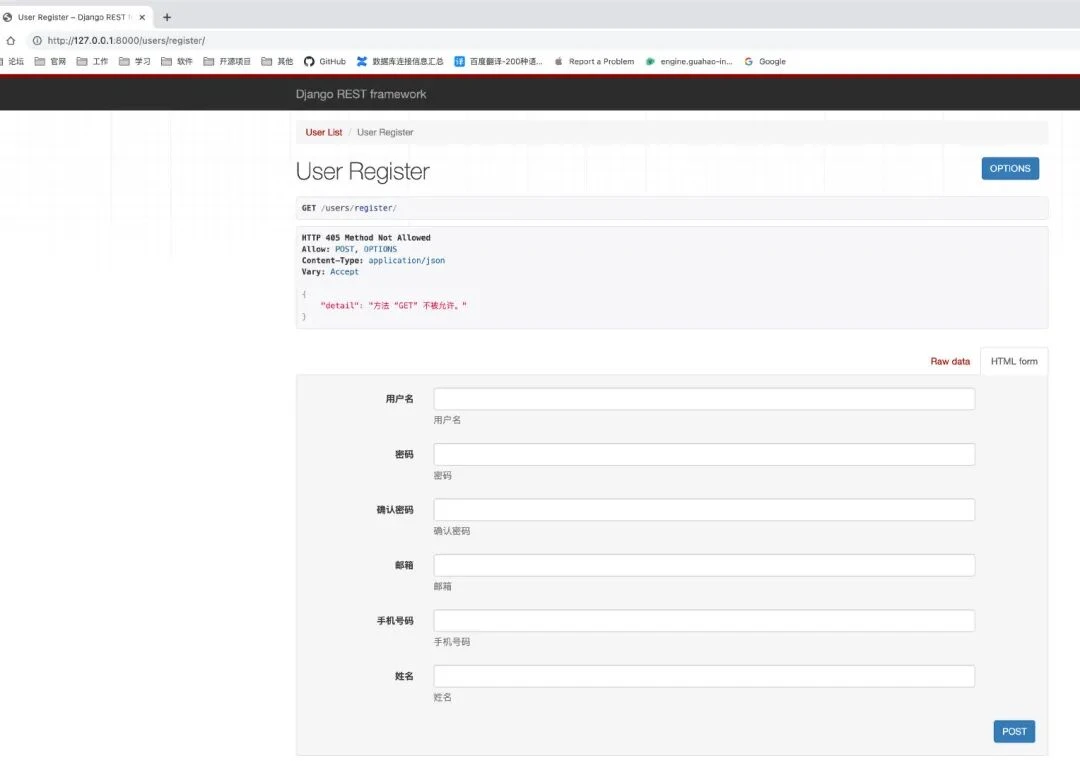 User Register – Django REST f
http://127.0.0.1:8000/users/register/
论坛 官网 工作 学习 软件 开源项目 其他 GitHub 数据库连接信息汇总 译 百度翻译-200种语... Report a Problem engine.guahao-in... Google
Django REST framework
User List / User Register
User Register
OPTIONS
GET /users/register/
HTTP 405 Method Not Allowed
Allow: POST, OPTIONS
Content-Type: application/json
Vary: Accept
{
"detail": "方法 “GET” 不被允许。"
}
Raw data HTML form
用户名
用户名
密码
密码
确认密码
确认密码
邮箱
邮箱
手机号码
手机号码
姓名
姓名
POST